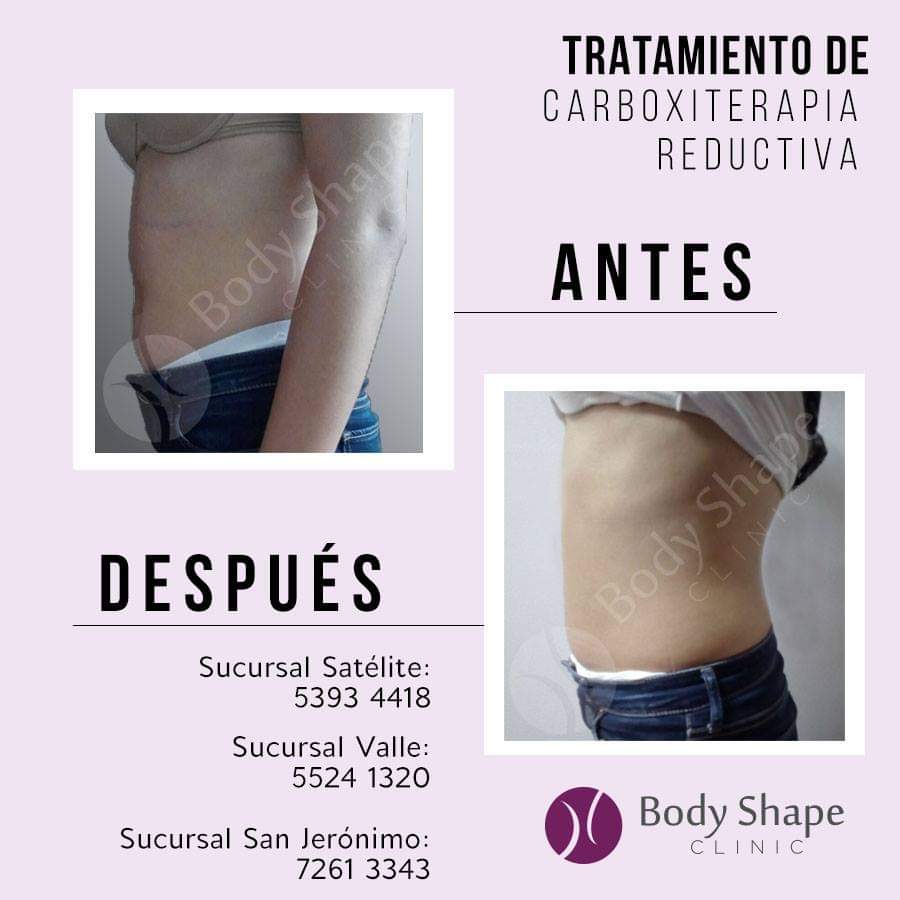 TRATAMIENTO DE
CARBOXITERAPIA
REDUCTIVA
Body Shape
CLINIC
ANTES
Body Shape
CLINIC
DESPUÉS
Sucursal Satélite:
5393 4418
Sucursal Valle:
5524 1320
Sucursal San Jerónimo:
7261 3343
Body Shape
CLINIC